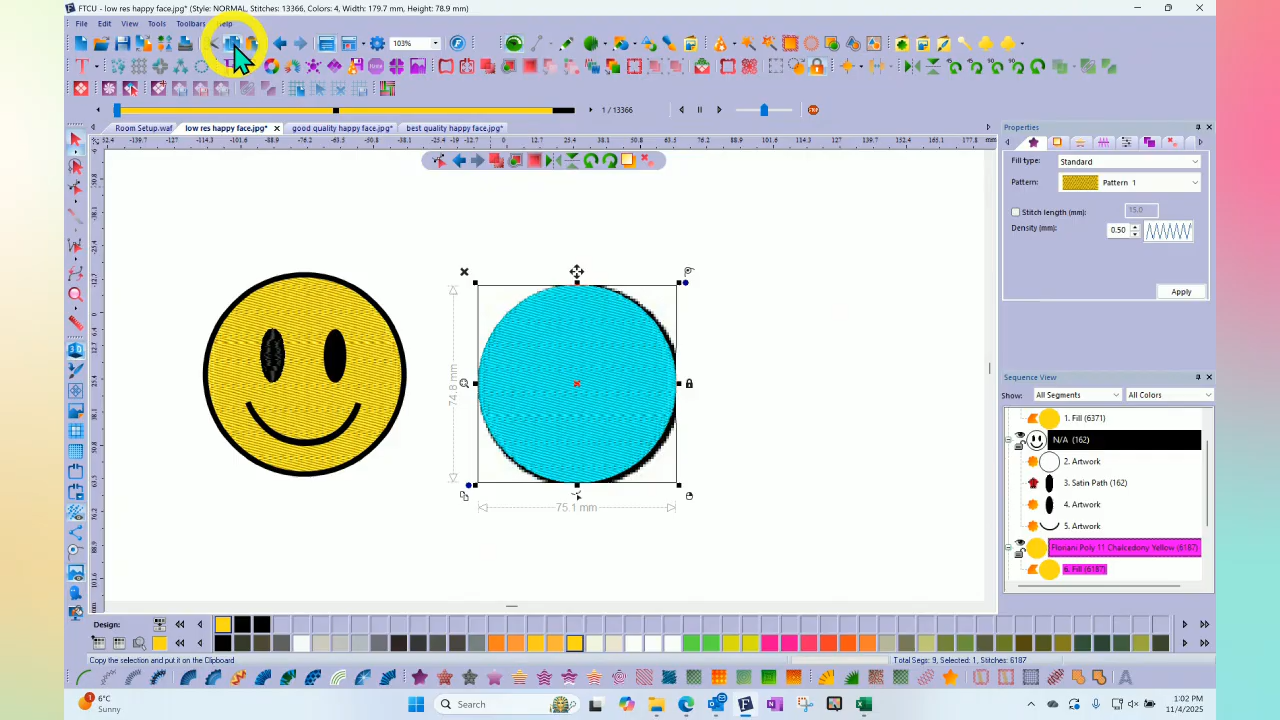 FTCU - low res happy face.jpg* (Style: NORMAL, Stitches: 13366, Colors: 4, Width: 179.7 mm, Height: 78.9 mm)
File Edit View Tools Toolbars Help
103%
1 / 13366
Room Setup.waf low res happy face.jpg* good quality happy face.jpg* best quality happy face.jpg*
Properties
Fill type: Standard
Pattern: Pattern 1
Stitch length (mm): 15.0
Density (mm): 0.50
Apply
74.8 mm
75.1 mm
Sequence View
Show: All Segments All Colors
1. Fill (6371)
N/A (162)
2. Artwork
3. Satin Path (162)
4. Artwork
5. Artwork
Floriani Poly 11 Chalcedony Yellow (6187)
6. Fill (6187)
Design:
Copy the selection and put it on the Clipboard
Total Segs: 9, Selected: 1, Stitches: 6187
6°C
Sunny
Search
1:02 PM
11/4/2025